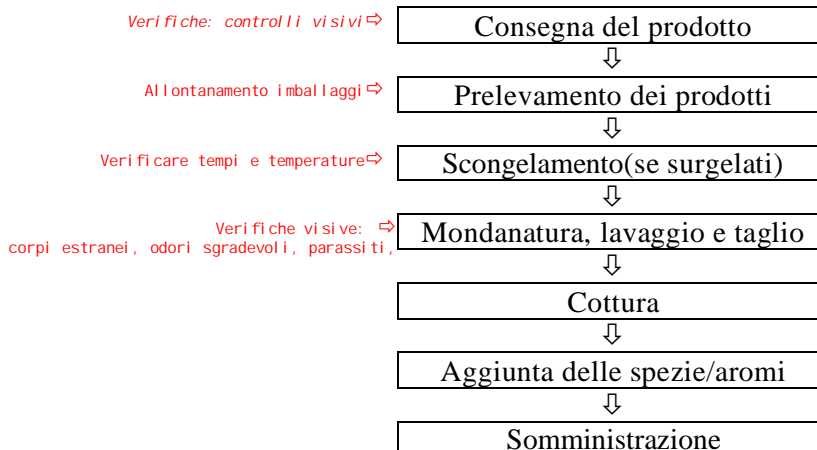 Verifiche: controlli visivi⇨ Consegna del prodotto
⇩
Allontanamento imballaggi⇨ Prelevamento dei prodotti
⇩
Verificare tempi e temperature⇨ Scongelamento(se surgelati)
⇩
Verifiche visive: ⇨ Mondanatura, lavaggio e taglio
corpi estranei, odori sgradevoli, parassiti,
⇩
Cottura
⇩
Aggiunta delle spezie/aromi
⇩
Somministrazione